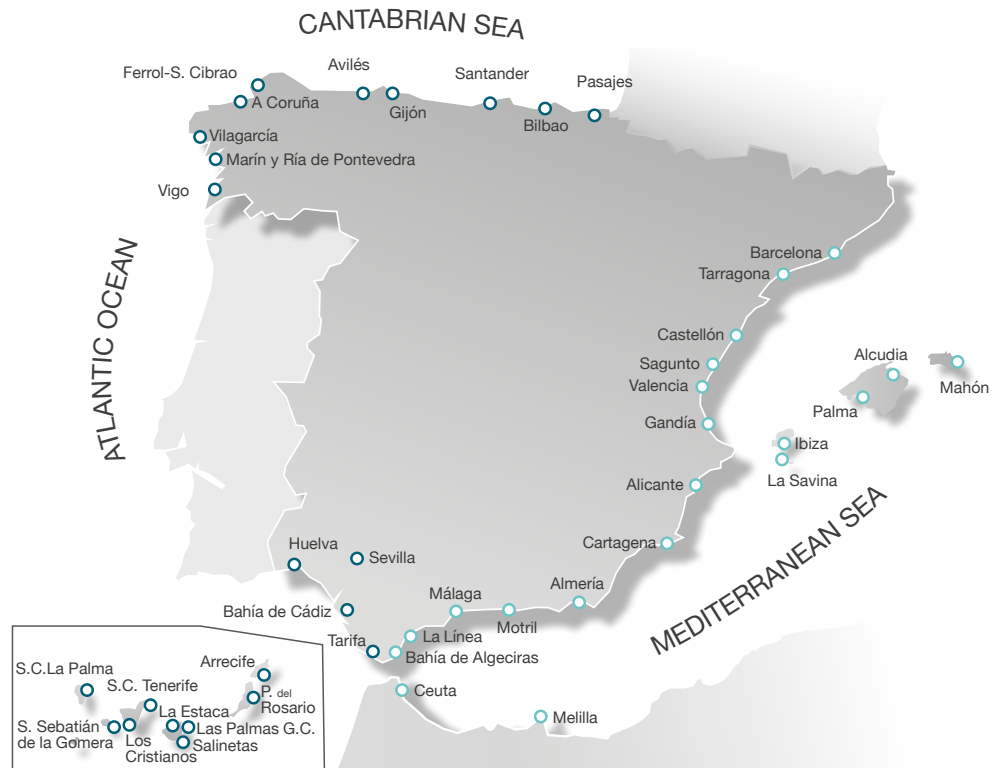 CANTABRIAN SEA
Ferrol-S. Cibrao
Avilés
Santander
Pasajes
A Coruña
Gijón
Bilbao
Vilagarcía
Marín y Ría de Pontevedra
Vigo
ATLANTIC OCEAN
Barcelona
Tarragona
Castellón
Sagunto
Valencia
Gandía
Alcudia
Mahón
Palma
Ibiza
La Savina
Alicante
Cartagena
MEDITERRANEAN SEA
Huelva
Sevilla
Almería
Málaga
Bahía de Cádiz
Motril
La Línea
Tarifa
Bahía de Algeciras
Ceuta
Melilla
S.C.La Palma
S.C. Tenerife
Arrecife
P. del
Rosario
La Estaca
Las Palmas G.C.
Salinetas
S. Sebatián
de la Gomera
Los
Cristianos